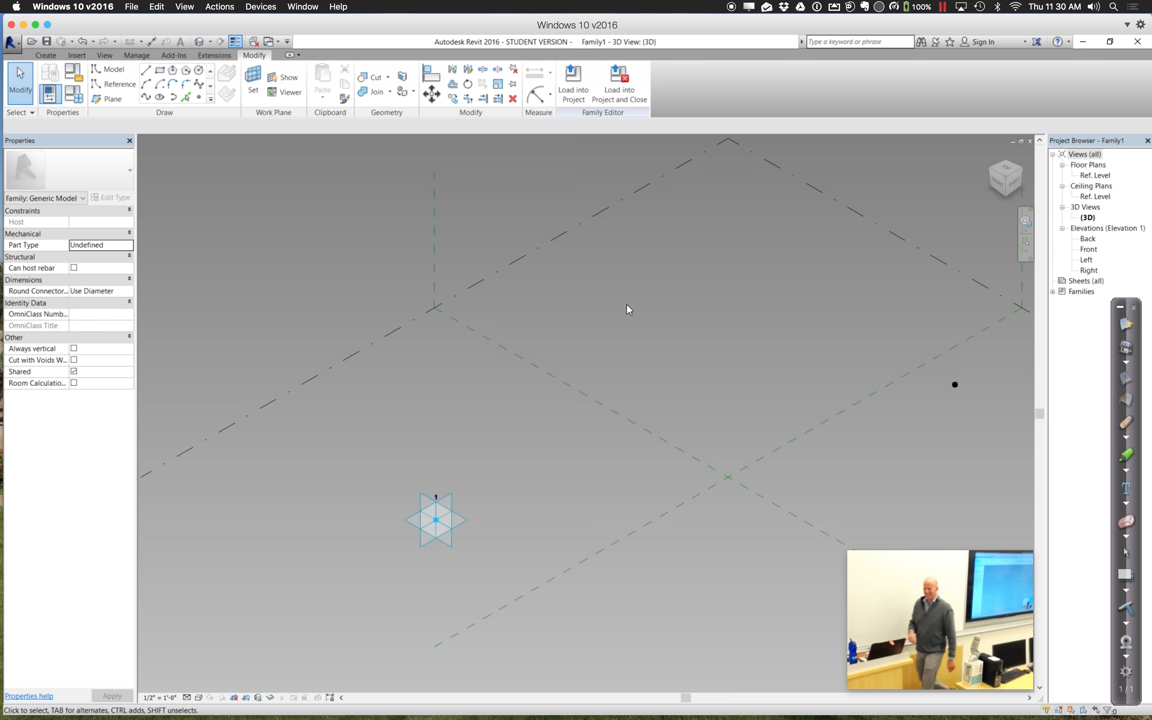 Windows 10 v2016 File Edit View Actions Devices Window Help
100% Thu 11 30 AM
Windows 10 v2016
Autodesk Revit 2016 - STUDENT VERSION - Family1 - 3D View: {3D}
Type a keyword or phrase
Sign In
Create Insert Annotate View Manage Add-Ins Extensions Modify
Modify
Model
Reference
Plane
Set
Show
Viewer
Paste
Cut
Join
Load into
Project
Load into
Project and Close
Select Properties Draw Work Plane Clipboard Geometry Modify Measure Family Editor
Properties
Family: Generic Model
Edit Type
Constraints
Host
Mechanical
Part Type Undefined
Structural
Can host rebar
Dimensions
Round Connector... Use Diameter
Identity Data
OmniClass Numb...
OmniClass Title
Other
Always vertical
Cut with Voids W...
Shared
Room Calculatio...
Properties help
Apply
1
Project Browser - Family1
Views (all)
Floor Plans
Ref. Level
Ceiling Plans
Ref. Level
3D Views
{3D}
Elevations (Elevation 1)
Back
Front
Left
Right
Sheets (all)
Families
1/1
1/2" = 1'-0"
Click to select, TAB for alternates, CTRL adds, SHIFT unselects.
:0